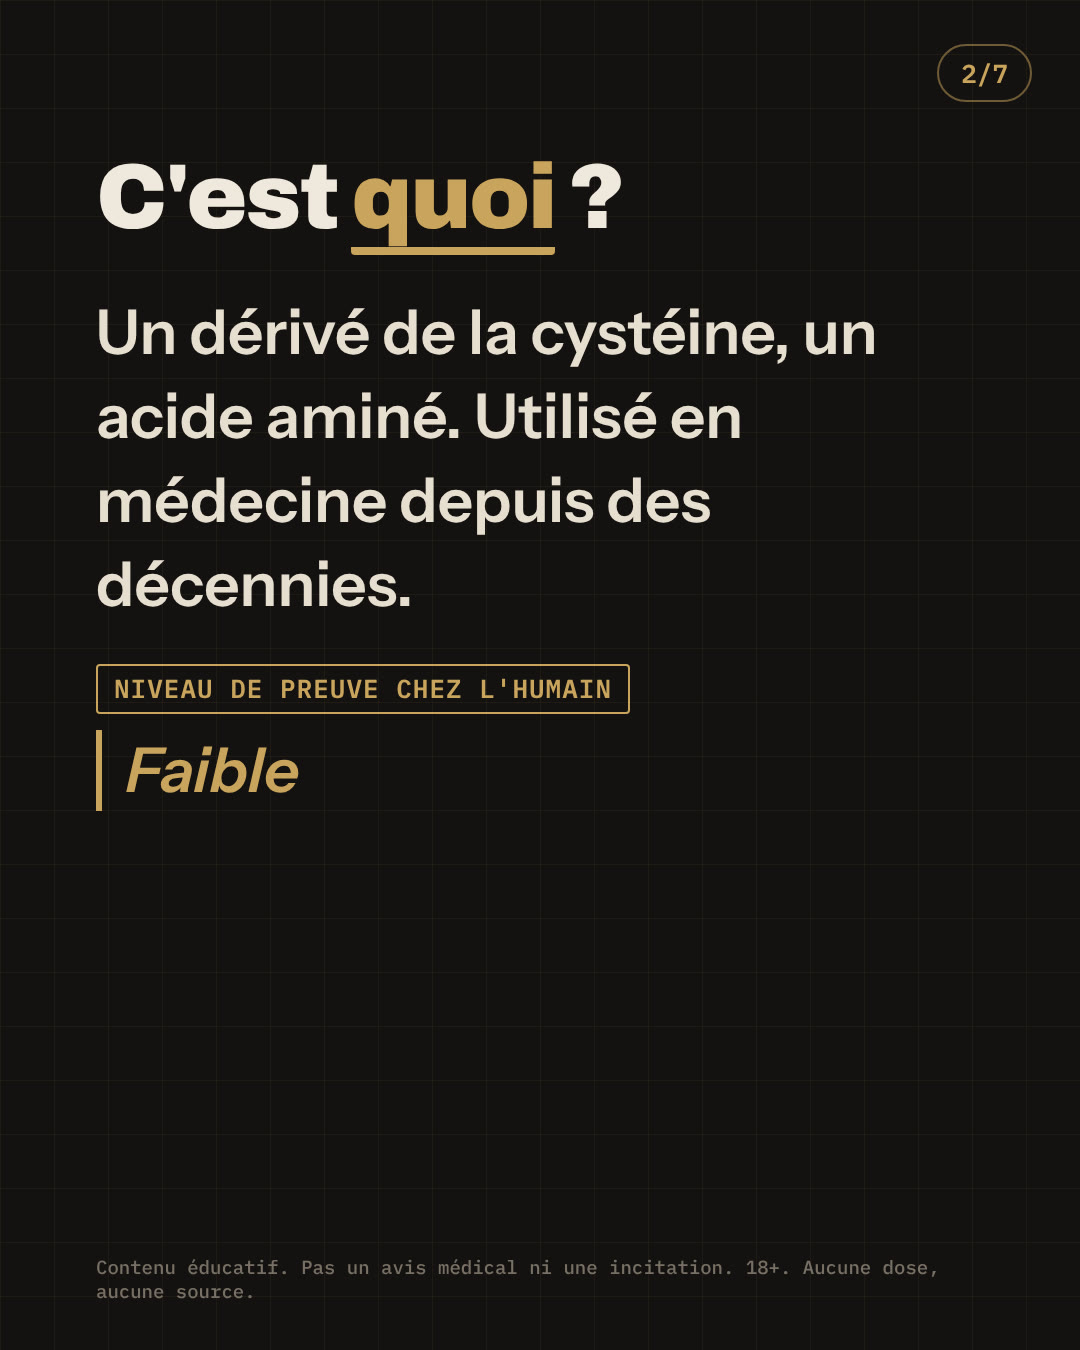 2/7
C'est quoi ?
Un dérivé de la cystéine, un
acide aminé. Utilisé en
médecine depuis des
décennies.
NIVEAU DE PREUVE CHEZ L'HUMAIN
Faible
Contenu éducatif. Pas un avis médical ni une incitation. 18+. Aucune dose,
aucune source.